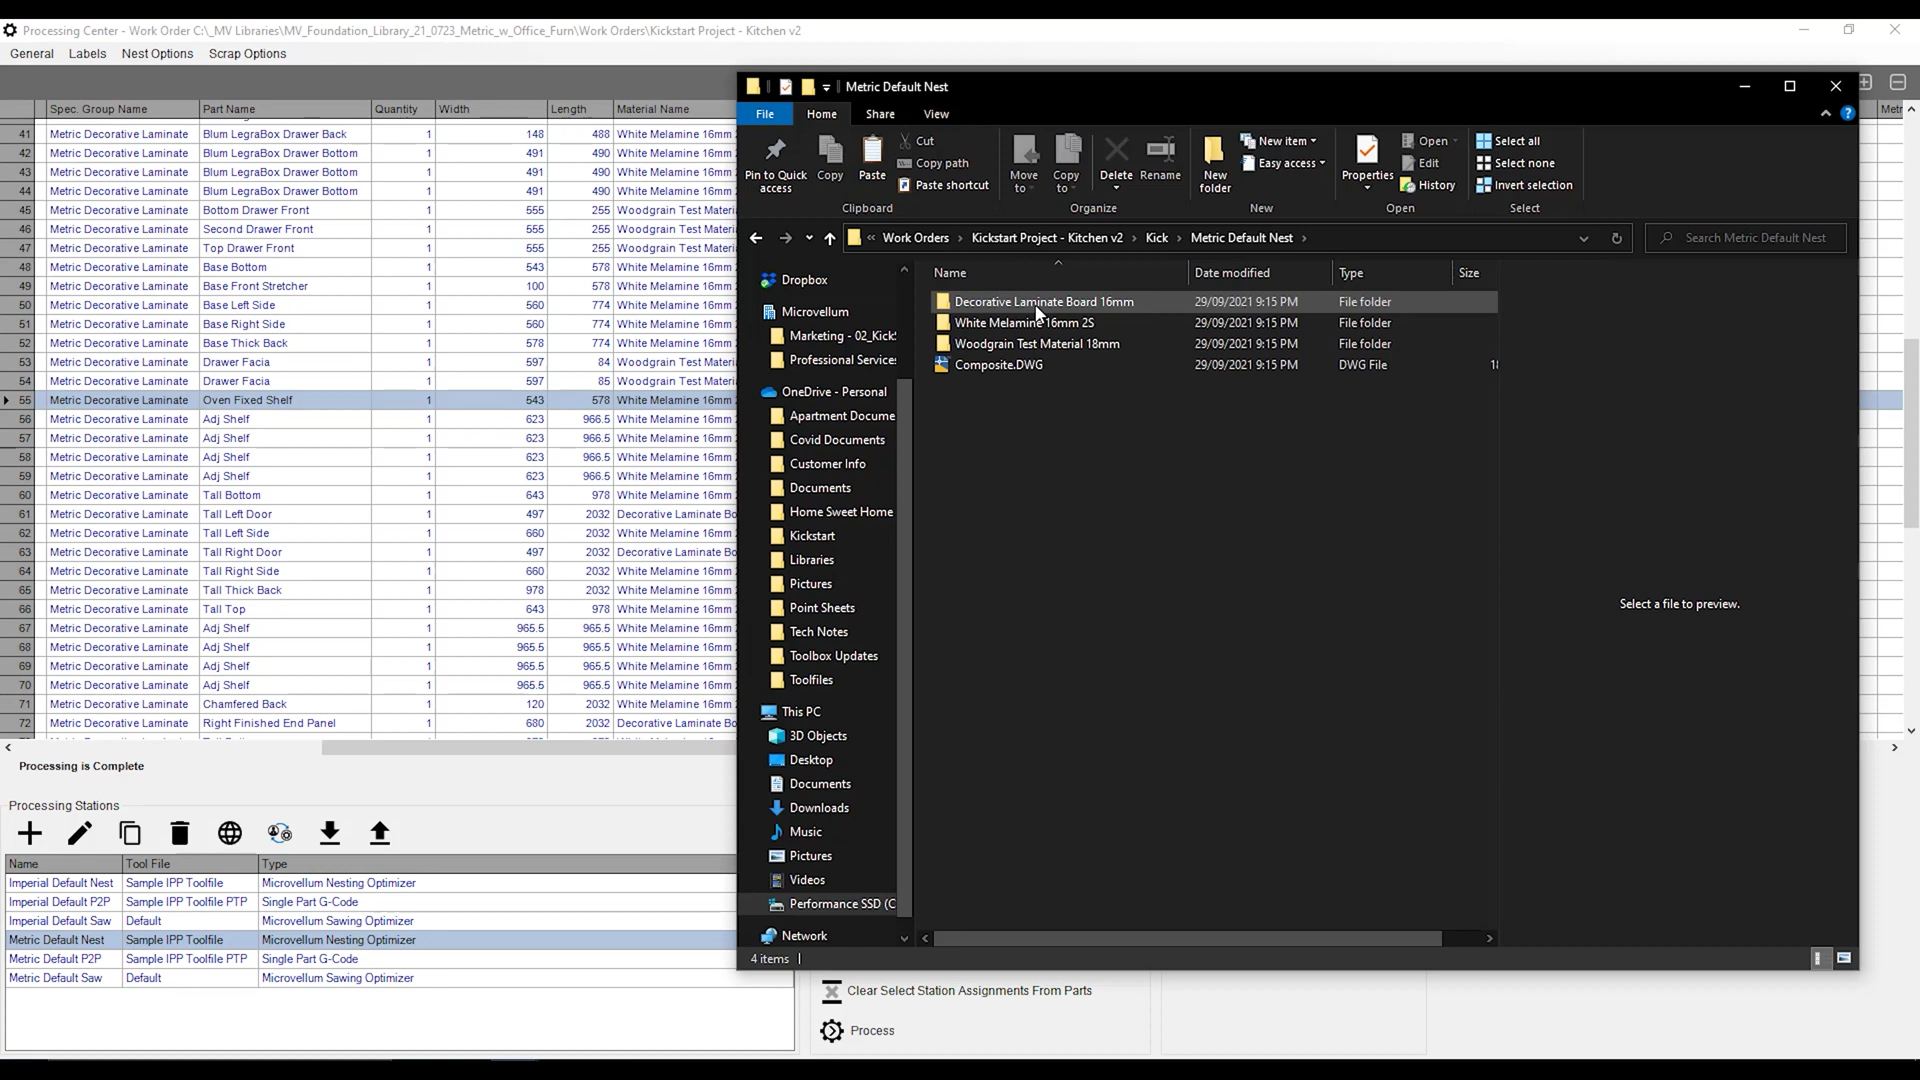 Processing Center - Work Order C:\_MV Libraries\MV_Foundation_Library_21_0723_Metric_w_Office_Furn\Work Orders\Kickstart Project - Kitchen v2
General Labels Nest Options Scrap Options
Spec. Group Name Part Name Quantity Width Length Material Name
41 Metric Decorative Laminate Blum LegraBox Drawer Back 1 148 488 White Melamine 16mm
42 Metric Decorative Laminate Blum LegraBox Drawer Bottom 1 491 490 White Melamine 16mm
43 Metric Decorative Laminate Blum LegraBox Drawer Bottom 1 491 490 White Melamine 16mm
44 Metric Decorative Laminate Blum LegraBox Drawer Bottom 1 491 490 White Melamine 16mm
45 Metric Decorative Laminate Bottom Drawer Front 1 555 255 Woodgrain Test Materi
46 Metric Decorative Laminate Second Drawer Front 1 555 255 Woodgrain Test Materi
47 Metric Decorative Laminate Top Drawer Front 1 555 255 Woodgrain Test Materi
48 Metric Decorative Laminate Base Bottom 1 543 578 White Melamine 16mm
49 Metric Decorative Laminate Base Front Stretcher 1 100 578 White Melamine 16mm
50 Metric Decorative Laminate Base Left Side 1 560 774 White Melamine 16mm
51 Metric Decorative Laminate Base Right Side 1 560 774 White Melamine 16mm
52 Metric Decorative Laminate Base Thick Back 1 578 774 White Melamine 16mm
53 Metric Decorative Laminate Drawer Facia 1 597 84 Woodgrain Test Materi
54 Metric Decorative Laminate Drawer Facia 1 597 85 Woodgrain Test Materi
55 Metric Decorative Laminate Oven Fixed Shelf 1 543 578 White Melamine 16mm
56 Metric Decorative Laminate Adj Shelf 1 623 966.5 White Melamine 16mm
57 Metric Decorative Laminate Adj Shelf 1 623 966.5 White Melamine 16mm
58 Metric Decorative Laminate Adj Shelf 1 623 966.5 White Melamine 16mm
59 Metric Decorative Laminate Adj Shelf 1 623 966.5 White Melamine 16mm
60 Metric Decorative Laminate Tall Bottom 1 643 978 White Melamine 16mm
61 Metric Decorative Laminate Tall Left Door 1 497 2032 Decorative Laminate Bo
62 Metric Decorative Laminate Tall Left Side 1 660 2032 White Melamine 16mm
63 Metric Decorative Laminate Tall Right Door 1 497 2032 Decorative Laminate Bo
64 Metric Decorative Laminate Tall Right Side 1 660 2032 White Melamine 16mm
65 Metric Decorative Laminate Tall Thick Back 1 978 2032 White Melamine 16mm
66 Metric Decorative Laminate Tall Top 1 643 978 White Melamine 16mm
67 Metric Decorative Laminate Adj Shelf 1 965.5 965.5 White Melamine 16mm
68 Metric Decorative Laminate Adj Shelf 1 965.5 965.5 White Melamine 16mm
69 Metric Decorative Laminate Adj Shelf 1 965.5 965.5 White Melamine 16mm
70 Metric Decorative Laminate Adj Shelf 1 965.5 965.5 White Melamine 16mm
71 Metric Decorative Laminate Chamfered Back 1 120 2032 White Melamine 16mm
72 Metric Decorative Laminate Right Finished End Panel 1 680 2032 Decorative Laminate Bo
Processing is Complete
Processing Stations
Name Tool File Type
Imperial Default Nest Sample IPP Toolfile Microvellum Nesting Optimizer
Imperial Default P2P Sample IPP Toolfile PTP Single Part G-Code
Imperial Default Saw Default Microvellum Sawing Optimizer
Metric Default Nest Sample IPP Toolfile Microvellum Nesting Optimizer
Metric Default P2P Sample IPP Toolfile PTP Single Part G-Code
Metric Default Saw Default Microvellum Sawing Optimizer
Metric Default Nest
File Home Share View
Pin to Quick access
Copy
Paste
Cut
Copy path
Paste shortcut
Clipboard
Move to
Copy to
Delete
Rename
Organize
New folder
New item
Easy access
New
Properties
Open
Edit
History
Open
Select all
Select none
Invert selection
Select
« Work Orders › Kickstart Project - Kitchen v2 › Kick › Metric Default Nest ›
Search Metric Default Nest
Dropbox
Microvellum
Marketing - 02_Kick
Professional Service
OneDrive - Personal
Apartment Docume
Covid Documents
Customer Info
Documents
Home Sweet Home
Kickstart
Libraries
Pictures
Point Sheets
Tech Notes
Toolbox Updates
Toolfiles
This PC
3D Objects
Desktop
Documents
Downloads
Music
Pictures
Videos
Performance SSD (C
Network
Name Date modified Type Size
Decorative Laminate Board 16mm 29/09/2021 9:15 PM File folder
White Melamine 16mm 2S 29/09/2021 9:15 PM File folder
Woodgrain Test Material 18mm 29/09/2021 9:15 PM File folder
Composite.DWG 29/09/2021 9:15 PM DWG File
Select a file to preview.
4 items
Metr
Clear Select Station Assignments From Parts
Process